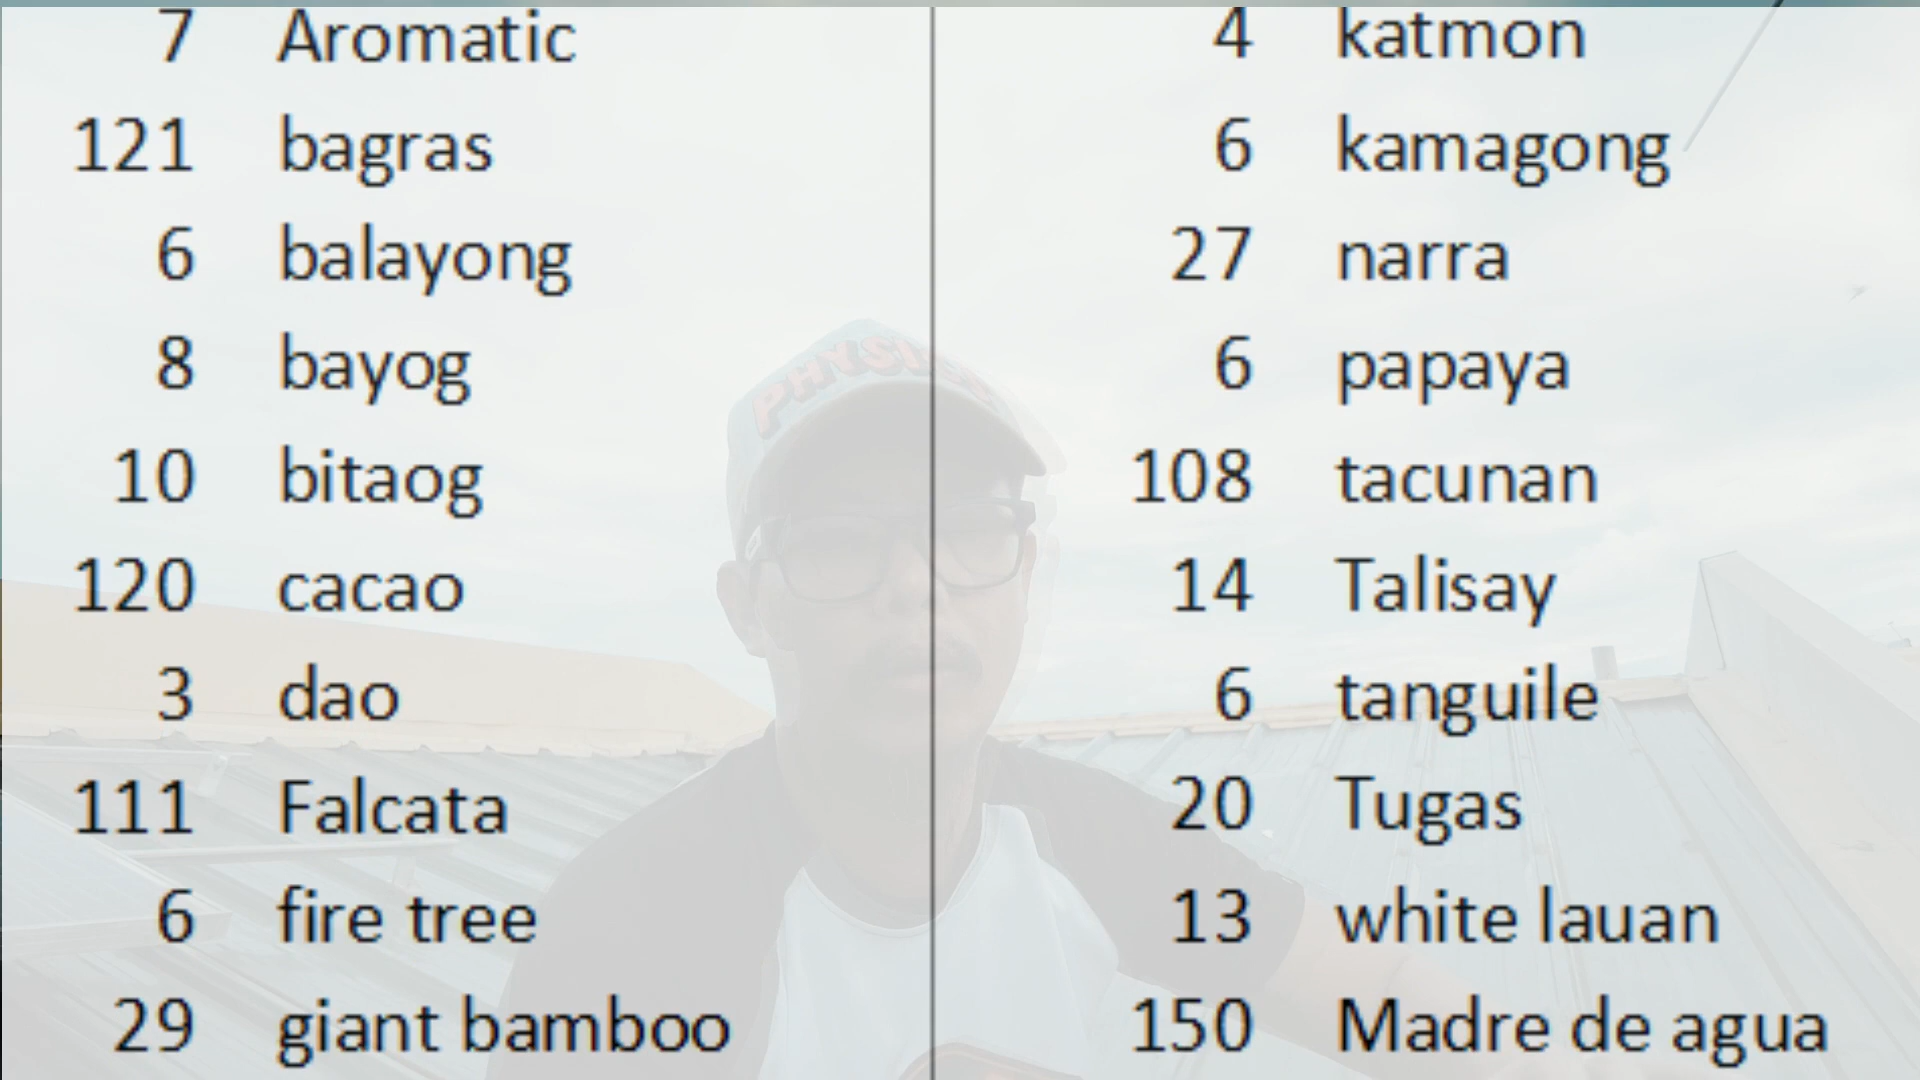 7 Aromatic
121 bagras
6 balayong
8 bayog
10 bitaog
120 cacao
3 dao
111 Falcata
6 fire tree
29 giant bamboo
4 katmon
6 kamagong
27 narra
6 papaya
108 tacunan
14 Talisay
6 tanguile
20 Tugas
13 white lauan
150 Madre de agua